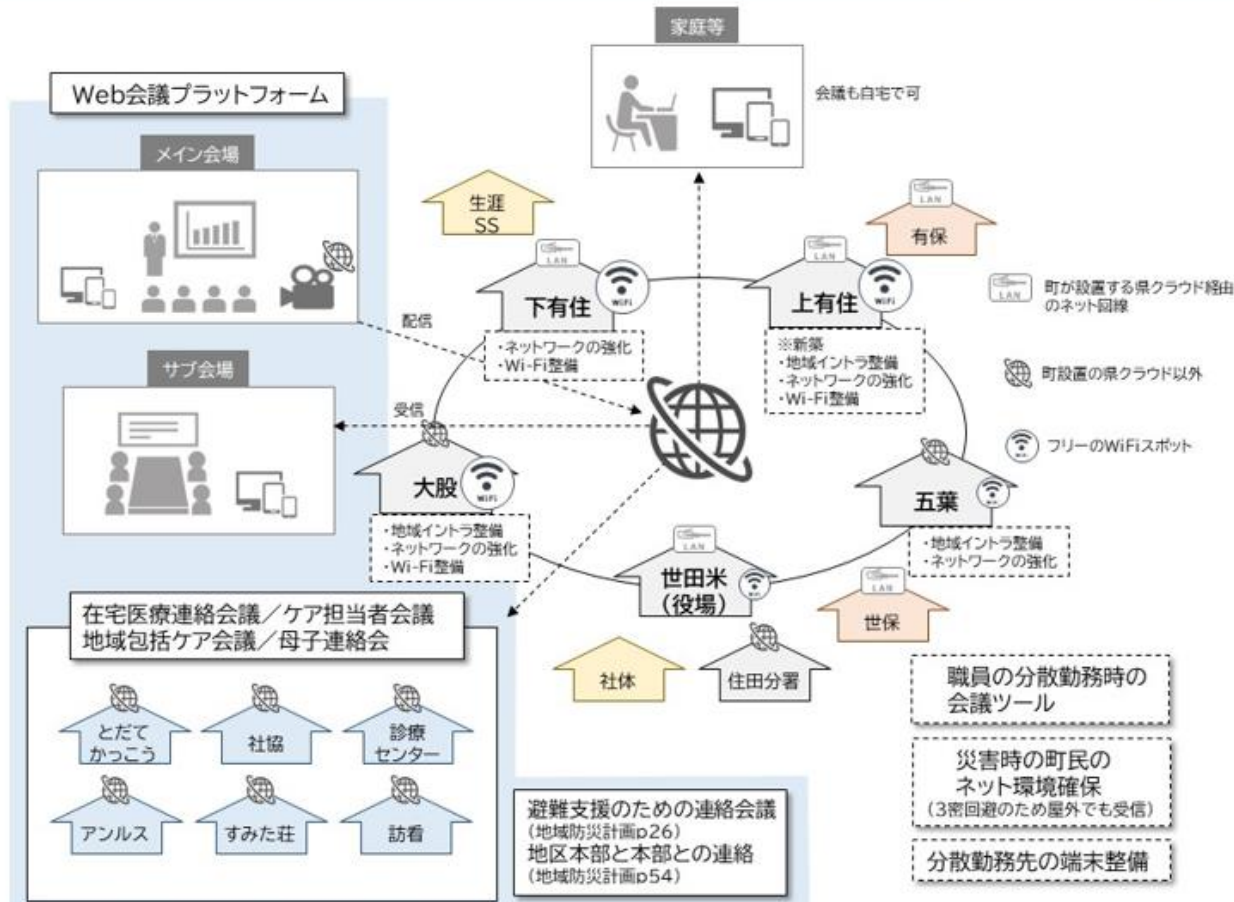 家庭等
会議も自宅で可
Web会議プラットフォーム
メイン会場
配信
サブ会場
受信
生涯
SS
LAN
下有住
WiFi
・ネットワークの強化
・Wi-Fi整備
LAN
上有住
WiFi
※新築
・地域イントラ整備
・ネットワークの強化
・Wi-Fi整備
LAN
有保
LAN
町が設置する県クラウド経由
のネット回線
町設置の県クラウド以外
フリーのWiFiスポット
大股
WiFi
・地域イントラ整備
・ネットワークの強化
・Wi-Fi整備
五葉
・地域イントラ整備
・ネットワークの強化
LAN
世田米
(役場)
LAN
世保
社体
住田分署
在宅医療連絡会議/ケア担当者会議
地域包括ケア会議/母子連絡会
とだて
かっこう
社協
診療
センター
アンルス
すみた荘
訪看
避難支援のための連絡会議
(地域防災計画p26)
地区本部と本部との連絡
(地域防災計画p54)
職員の分散勤務時の
会議ツール
災害時の町民の
ネット環境確保
(3密回避のため屋外でも受信)
分散勤務先の端末整備